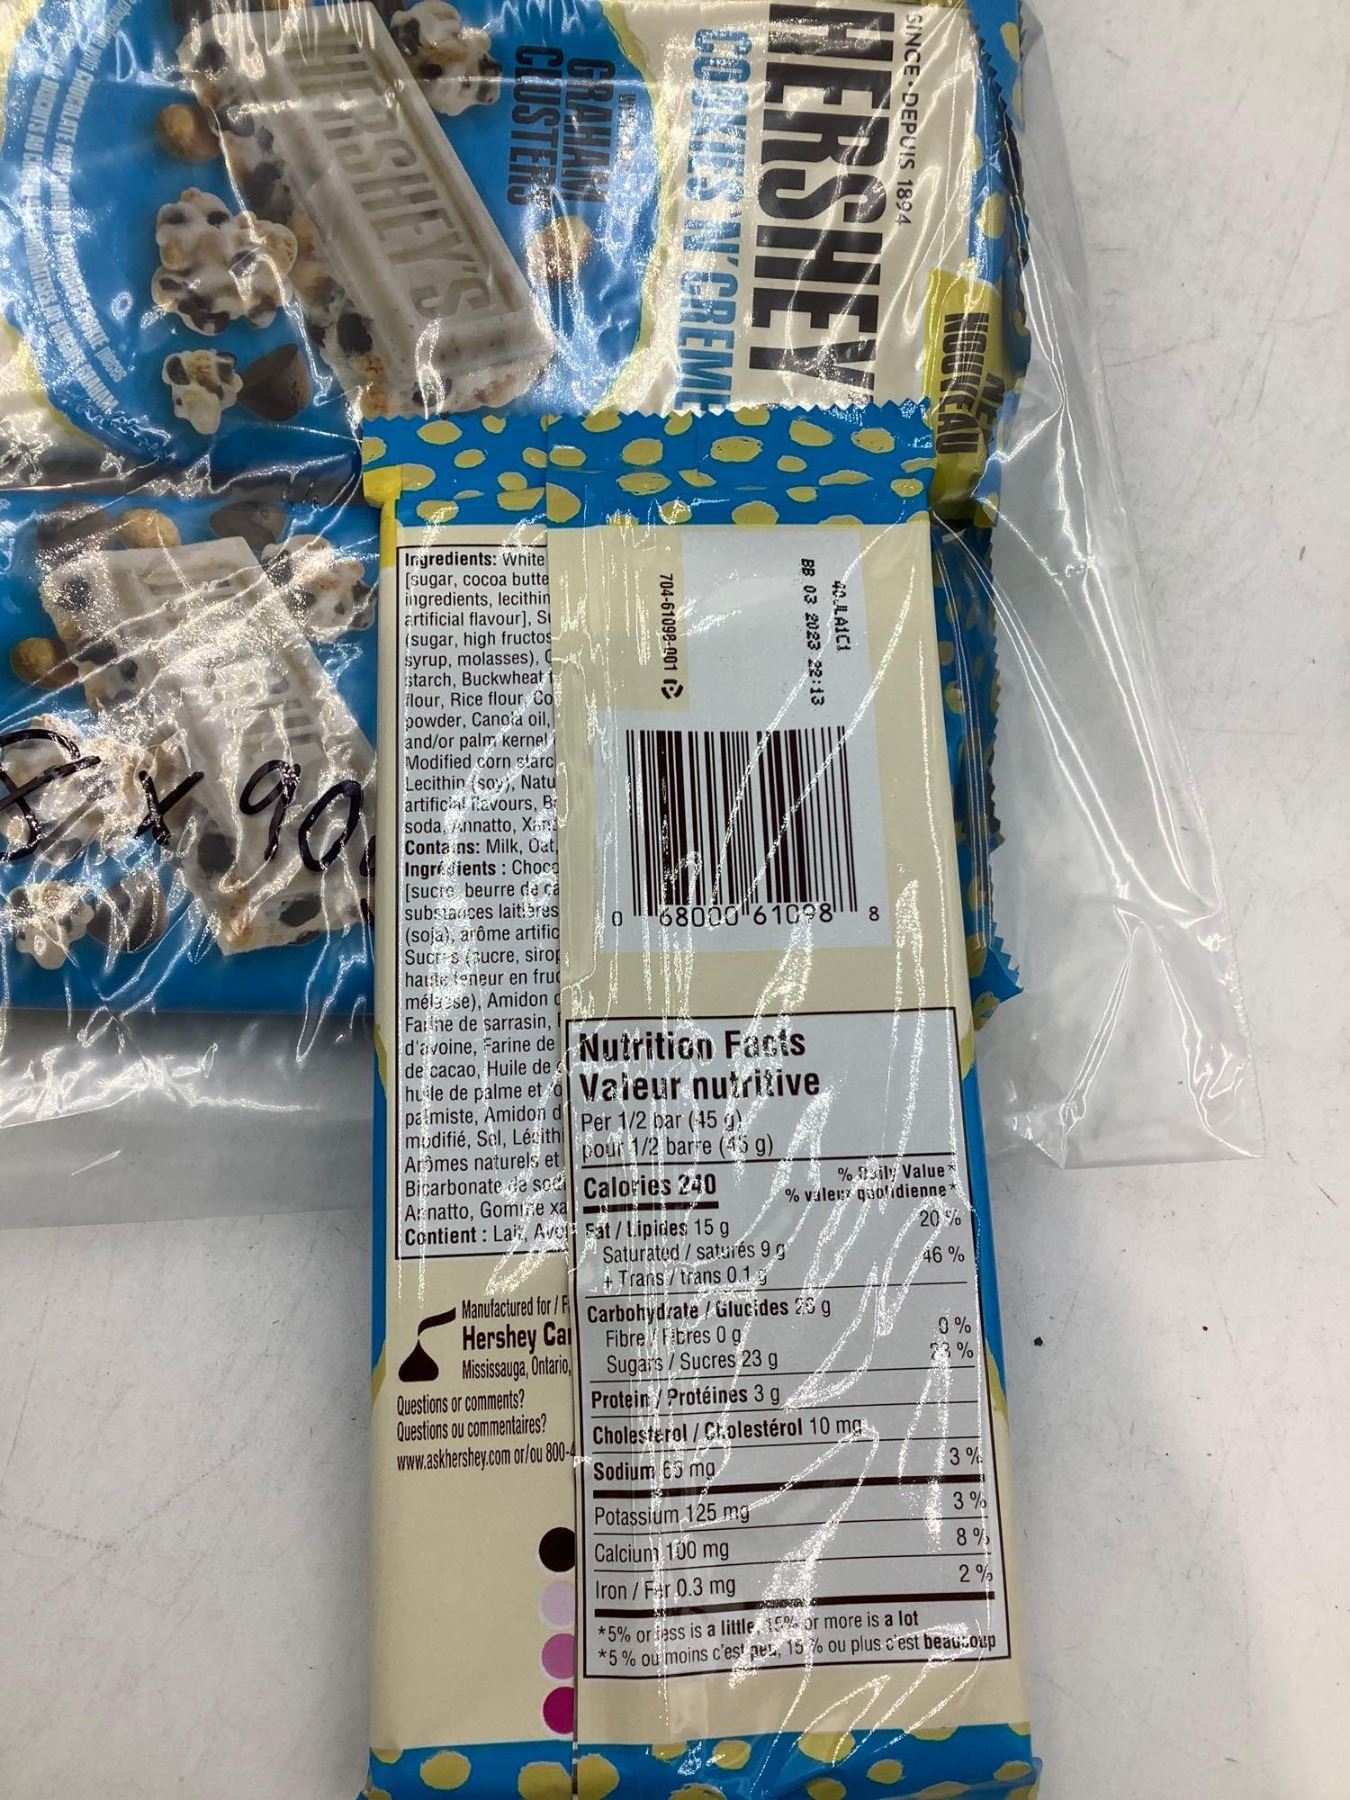 SINCE • DEPUIS 1894
HERSHEY
COOKIES 'N' CREME
GRAHAM
CLUSTERS
HERSHEY'S
NOUVEAU
x 90
40JLA1C1
BB 03 2023 22:13
704-61098-001
0 68000 61098 8
Ingredients: White
[sugar, cocoa butte
ingredients, lecithin
artificial flavour], Su
(sugar, high fructos
syrup, molasses), C
starch, Buckwheat f
flour, Rice flour, Co
powder, Canola oil,
and/or palm kernel
Modified corn starc
Lecithin (soy), Natu
artificial flavours, Ba
soda, Annatto, Xan
Contains: Milk, Oat,
Ingrédients : Choco
[sucre, beurre de ca
substances laitières
(soja), arôme artific
Sucres (sucre, sirop
haute teneur en fruc
mélasse), Amidon d
Farine de sarrasin,
d'avoine, Farine de
de cacao, Huile de
huile de palme et/o
palmiste, Amidon d
modifié, Sel, Lécithi
Arômes naturels et
Bicarbonate de sod
Annatto, Gomme xa
Contient : Lait, Avoi
Manufactured for / F
Hershey Ca
Mississauga, Ontario,
Questions or comments?
Questions ou commentaires?
www.askhershey.com or/ou 800-4
Nutrition Facts
Valeur nutritive
Per 1/2 bar (45 g)
pour 1/2 barre (45 g)
Calories 240
% Daily Value*
% valeur quotidienne*
Fat / Lipides 15 g 20 %
Saturated / saturés 9 g
+ Trans / trans 0.1 g 46 %
Carbohydrate / Glucides 26 g
Fibre / Fibres 0 g 0 %
Sugars / Sucres 23 g 23 %
Protein / Protéines 3 g
Cholesterol / Cholestérol 10 mg
Sodium 65 mg 3 %
Potassium 125 mg 3 %
Calcium 100 mg 8 %
Iron / Fer 0.3 mg 2 %
*5% or less is a little, 15% or more is a lot
*5 % ou moins c'est peu, 15 % ou plus c'est beaucoup